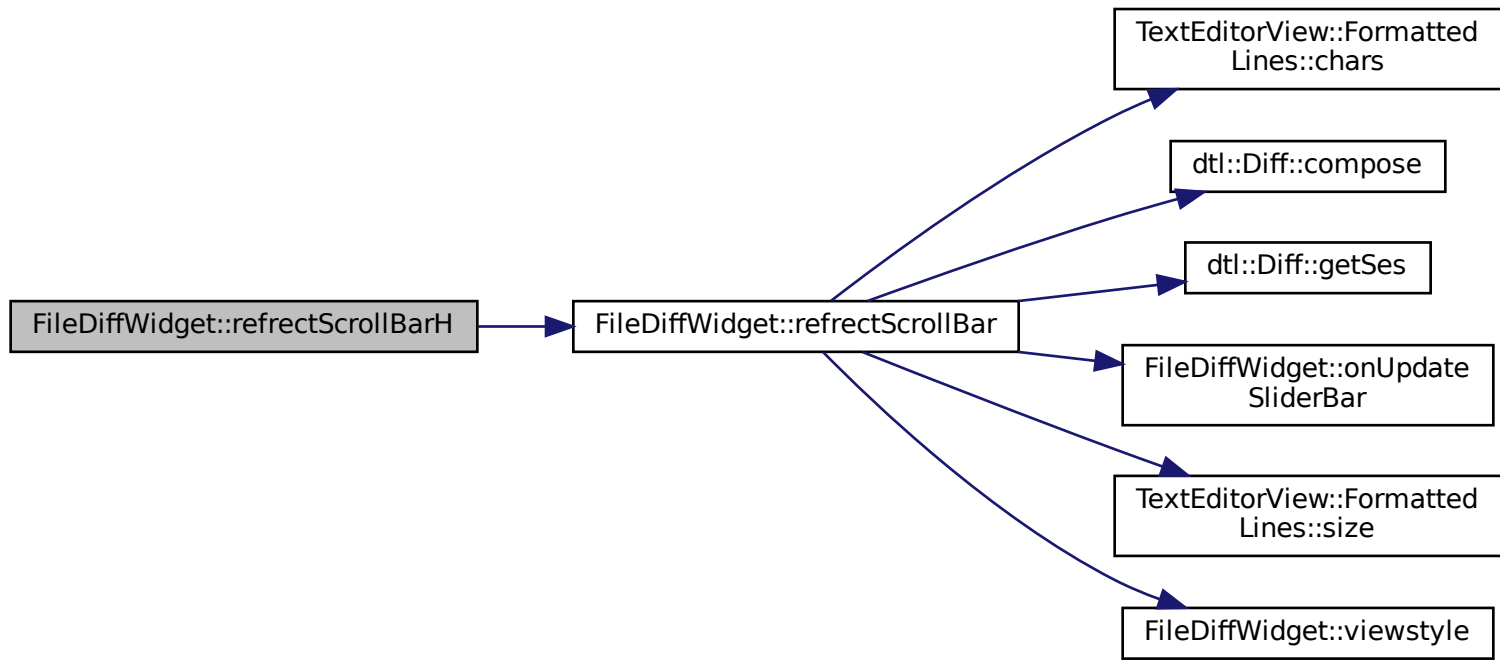 TextEditorView::Formatted
Lines::chars
dtl::Diff::compose
dtl::Diff::getSes
FileDiffWidget::refrectScrollBarH
FileDiffWidget::refrectScrollBar
FileDiffWidget::onUpdate
SliderBar
TextEditorView::Formatted
Lines::size
FileDiffWidget::viewstyle